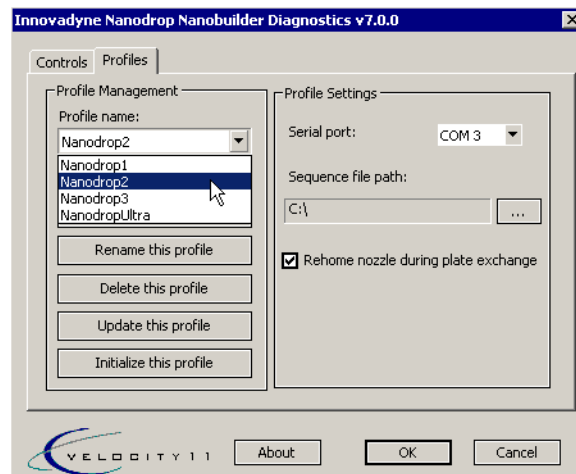 Innovadyne Nanodrop Nanobuilder Diagnostics v7.0.0
Controls
Profiles
Profile Management
Profile name:
Nanodrop2
Nanodrop1
Nanodrop2
Nanodrop3
NanodropUltra
Rename this profile
Delete this profile
Update this profile
Initialize this profile
Profile Settings
Serial port:
COM 3
Sequence file path:
C:\
...
Rehome nozzle during plate exchange
VELOCITY11
About
OK
Cancel